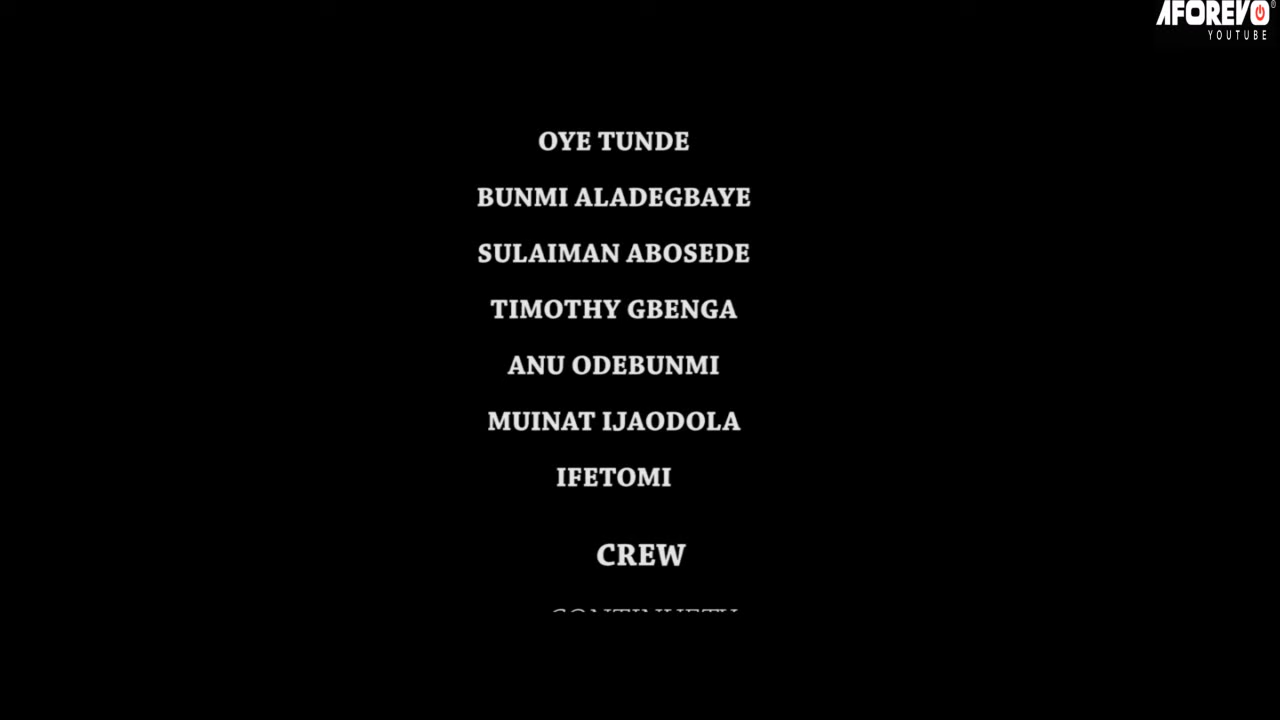 AFOREVO
YOUTUBE
OYE TUNDE
BUNMI ALADEGBAYE
SULAIMAN ABOSEDE
TIMOTHY GBENGA
ANU ODEBUNMI
MUINAT IJAODOLA
IFETOMI
CREW